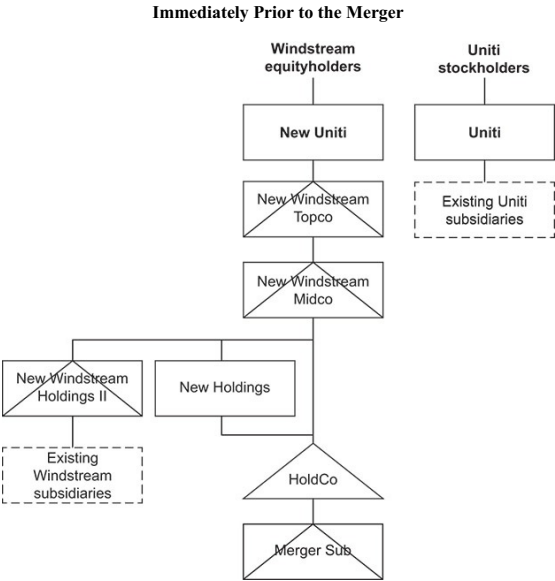 Immediately Prior to the Merger
Windstream
equityholders
Uniti
stockholders
New Uniti
Uniti
New Windstream
Topco
Existing Uniti
subsidiaries
New Windstream
Midco
New Windstream
Holdings II
New Holdings
Existing
Windstream
subsidiaries
HoldCo
Merger Sub